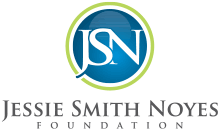 JSN
JESSIE SMITH NOYES
FOUNDATION